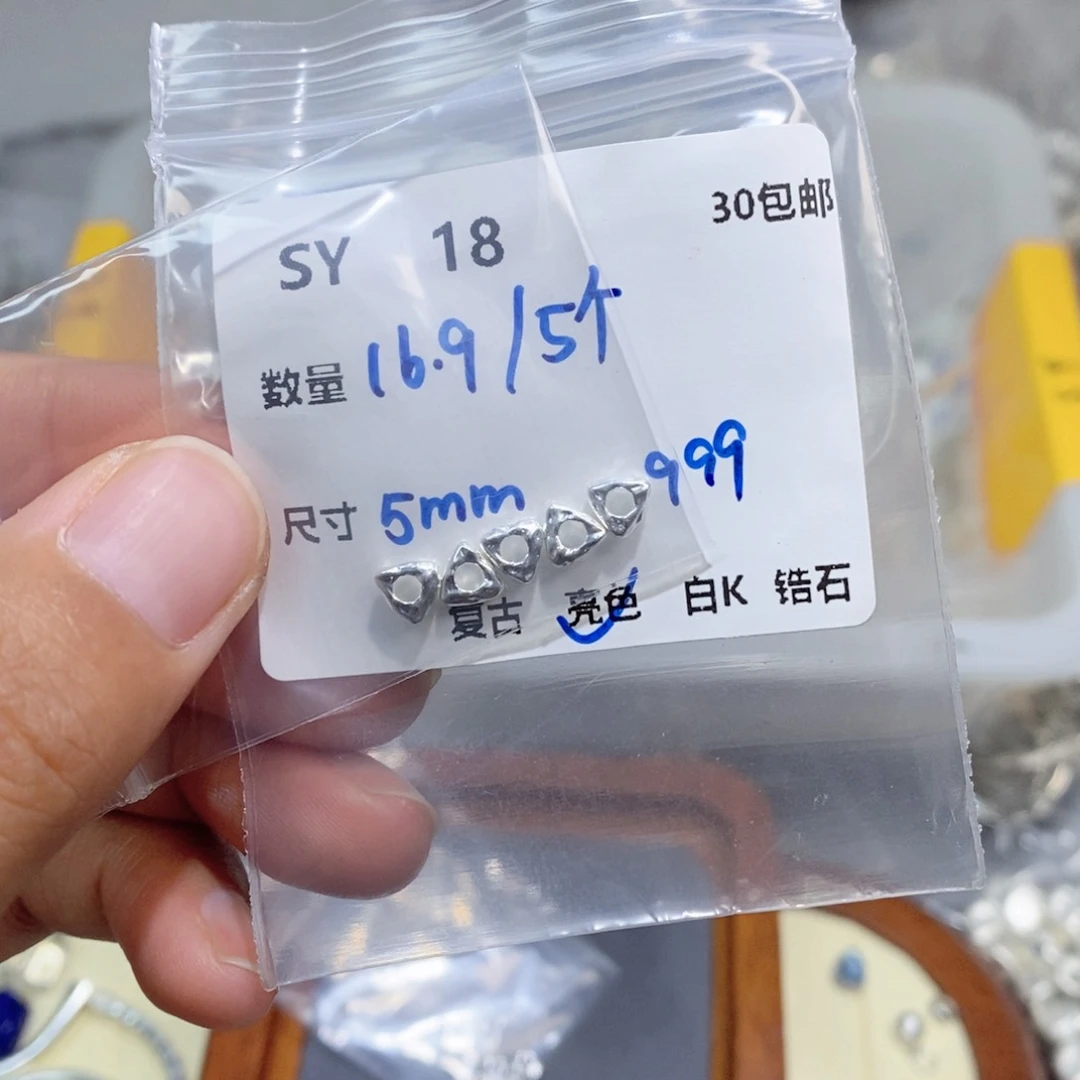 30包邮
SY 18
数量 16.9/5个
尺寸 5mm 999
复古 亮色 白K 锆石